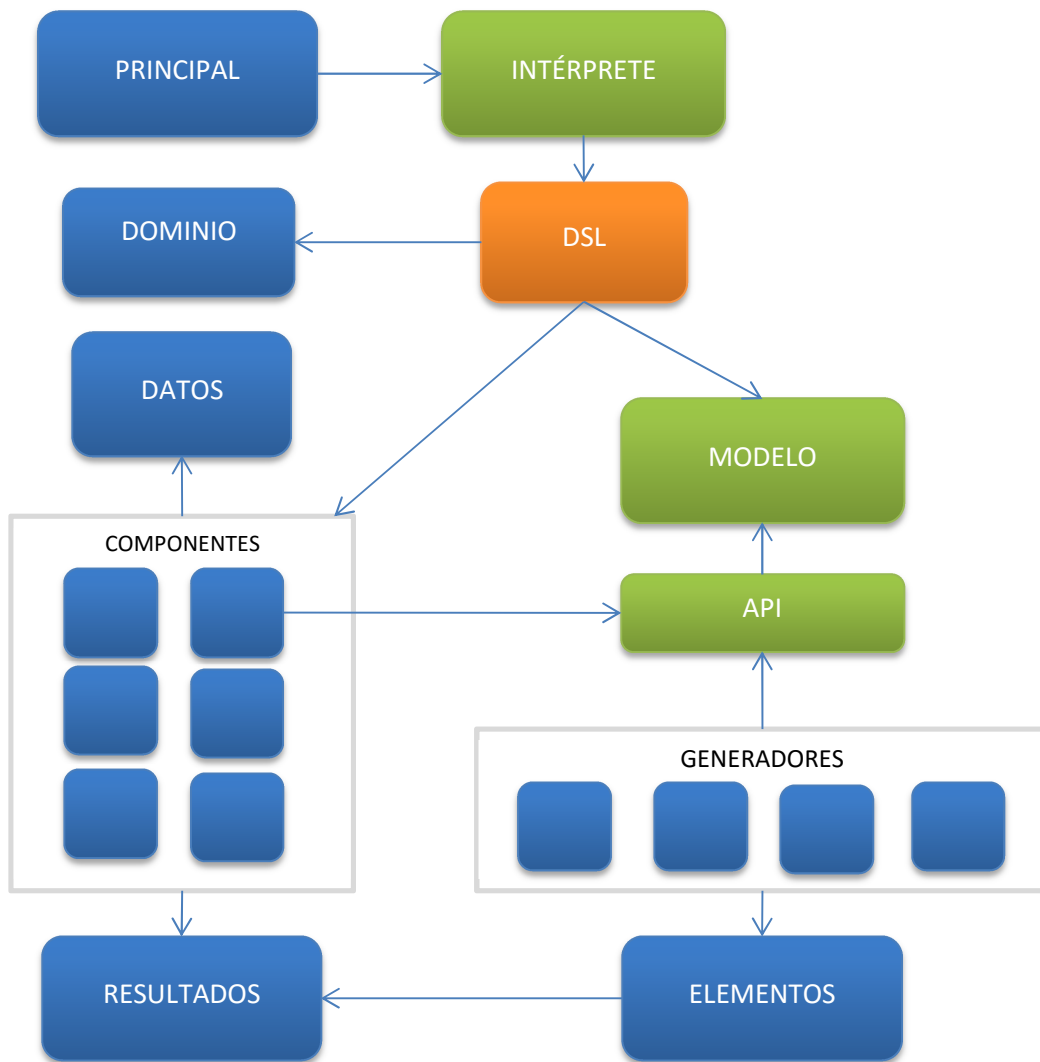 PRINCIPAL
INTÉRPRETE
DOMINIO
DSL
DATOS
MODELO
COMPONENTES
API
GENERADORES
RESULTADOS
ELEMENTOS